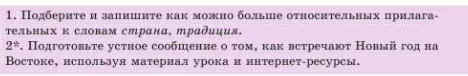 1. Подберите и запишите как можно больше относительных прилага-
тельных к словам страна, традиция.
2*. Подготовьте устное сообщение о том, как встречают Новый год на
Востоке, используя материал урока и интернет-ресурсы.